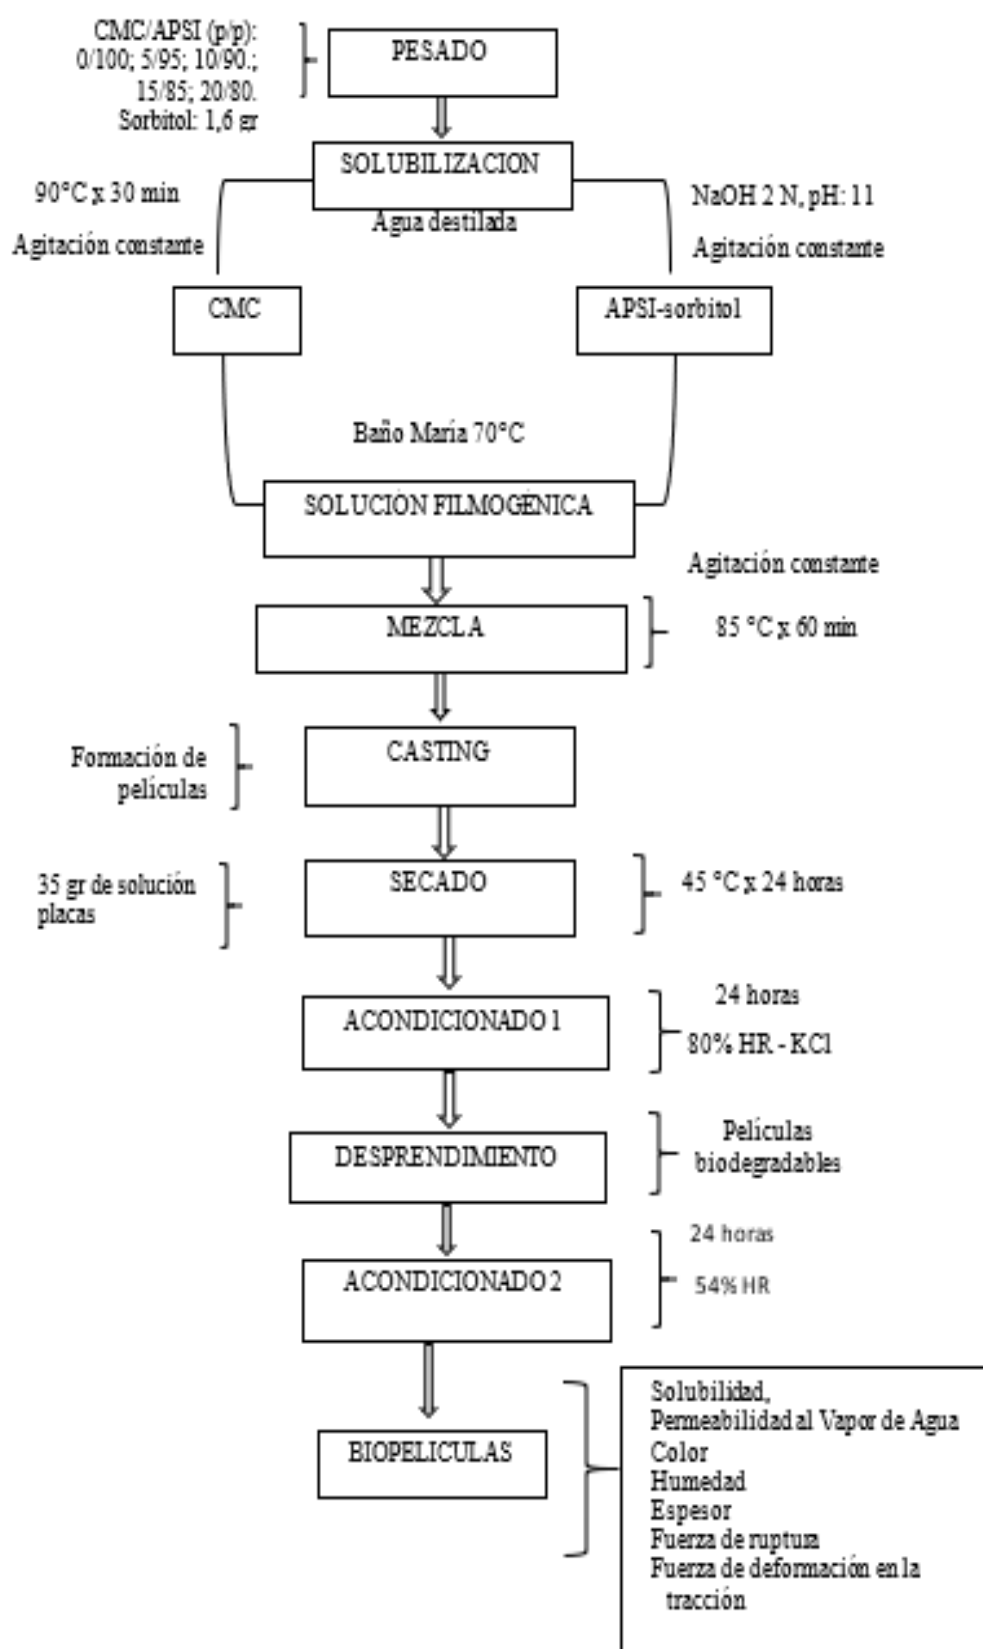 CMC/APSI (p/p):
0/100; 5/95; 10/90.;
15/85; 20/80.
Sorbitol: 1,6 gr
PESADO
SOLUBILIZACION
Agua destilada
90°C x 30 min
Agitación constante
NaOH 2 N, pH: 11
Agitación constante
CMC
APSI-sorbitol
Baño María 70°C
SOLUCIÓN FILMOGÉNICA
Agitación constante
MEZCLA
85 °C x 60 min
CASTING
Formación de
películas
SECADO
35 gr de solución
placas
45 °C x 24 horas
ACONDICIONADO 1
24 horas
80% HR - KCl
DESPRENDIMIENTO
Películas
biodegradables
ACONDICIONADO 2
24 horas
54% HR
BIOPELICULAS
Solubilidad,
Permeabilidad al Vapor de Agua
Color
Humedad
Espesor
Fuerza de ruptura
Fuerza de deformación en la
tracción